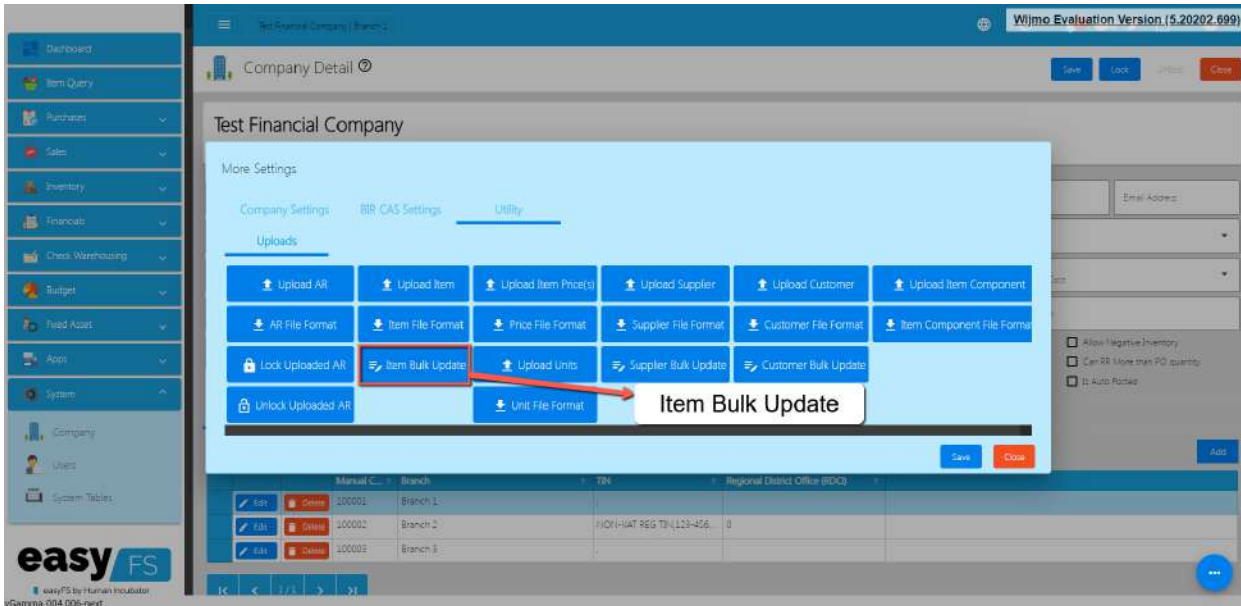 Test Financial Company | Branch 1
Wijmo Evaluation Version (5.20202.699)
Dashboard
Item Query
Purchases
Sales
Inventory
Financials
Check Warehousing
Budget
Fixed Asset
Apps
System
Company
Users
System Tables
easy FS
easyFS by Human Incubator
Company Detail
Save Lock Close
Test Financial Company
More Settings
Company Settings BIR CAS Settings Utility
Uploads
Upload AR Upload Item Upload Item Price(s) Upload Supplier Upload Customer Upload Item Component
AR File Format Item File Format Price File Format Supplier File Format Customer File Format Item Component File Format
Lock Uploaded AR Item Bulk Update Upload Units Supplier Bulk Update Customer Bulk Update
Unlock Uploaded AR Unit File Format
Item Bulk Update
Save Close
Email Address
Allow Negative Inventory
Can RR More than PO quantity
Is Auto Posted
Add
Manual C... Branch TIN Regional District Office (RDO)
Edit Delete 100001 Branch 1
Edit Delete 100002 Branch 2 NON-VAT REG TIN,123-456... 0
Edit Delete 100003 Branch 3
1/1